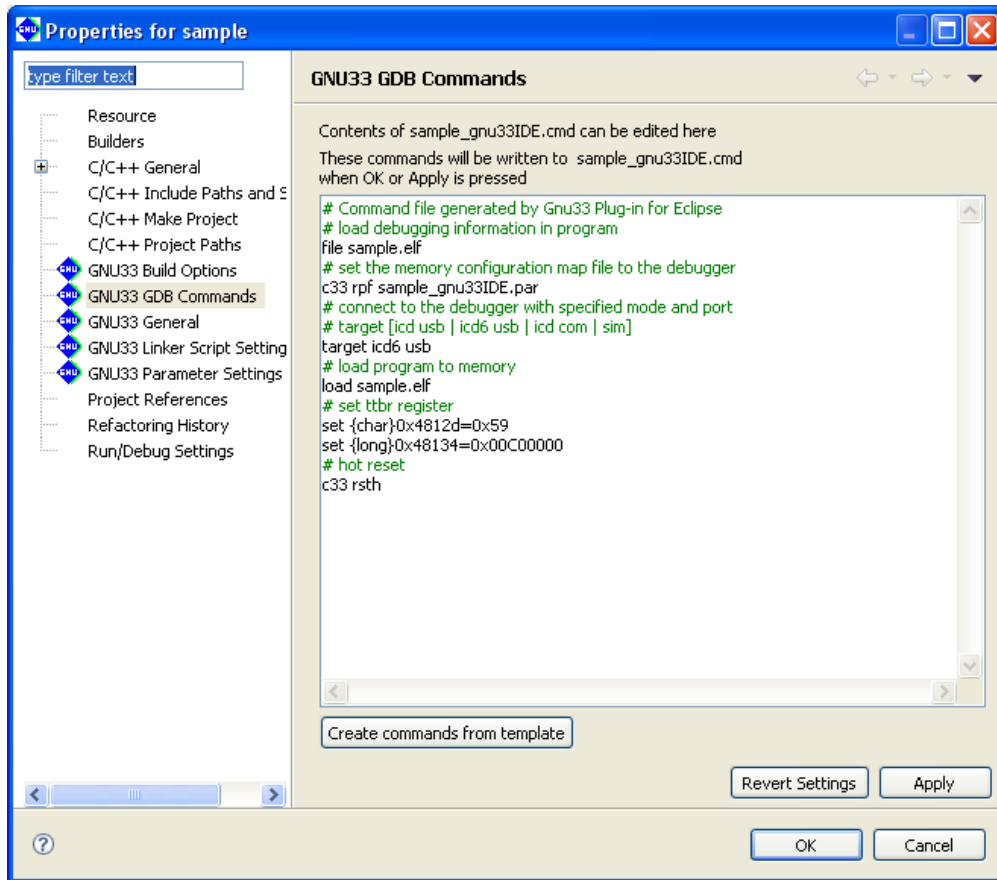 Properties for sample
type filter text
Resource
Builders
C/C++ General
C/C++ Include Paths and S
C/C++ Make Project
C/C++ Project Paths
GNU33 Build Options
GNU33 GDB Commands
GNU33 General
GNU33 Linker Script Setting
GNU33 Parameter Settings
Project References
Refactoring History
Run/Debug Settings
GNU33 GDB Commands
Contents of sample_gnu33IDE.cmd can be edited here
These commands will be written to sample_gnu33IDE.cmd
when OK or Apply is pressed
# Command file generated by Gnu33 Plug-in for Eclipse
# load debugging information in program
file sample.elf
# set the memory configuration map file to the debugger
c33 rpf sample_gnu33IDE.par
# connect to the debugger with specified mode and port
# target [icd usb | icd6 usb | icd com | sim]
target icd6 usb
# load program to memory
load sample.elf
# set ttbr register
set {char}0x4812d=0x59
set {long}0x48134=0x00C00000
# hot reset
c33 rsth
Create commands from template
Revert Settings
Apply
OK
Cancel